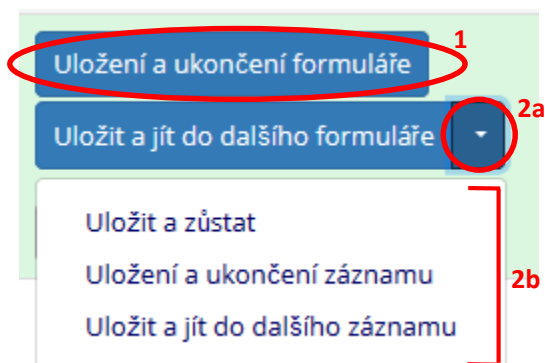 1
Uložení a ukončení formuláře
2a
Uložit a jít do dalšího formuláře
Uložit a zůstat
Uložení a ukončení záznamu
2b
Uložit a jít do dalšího záznamu